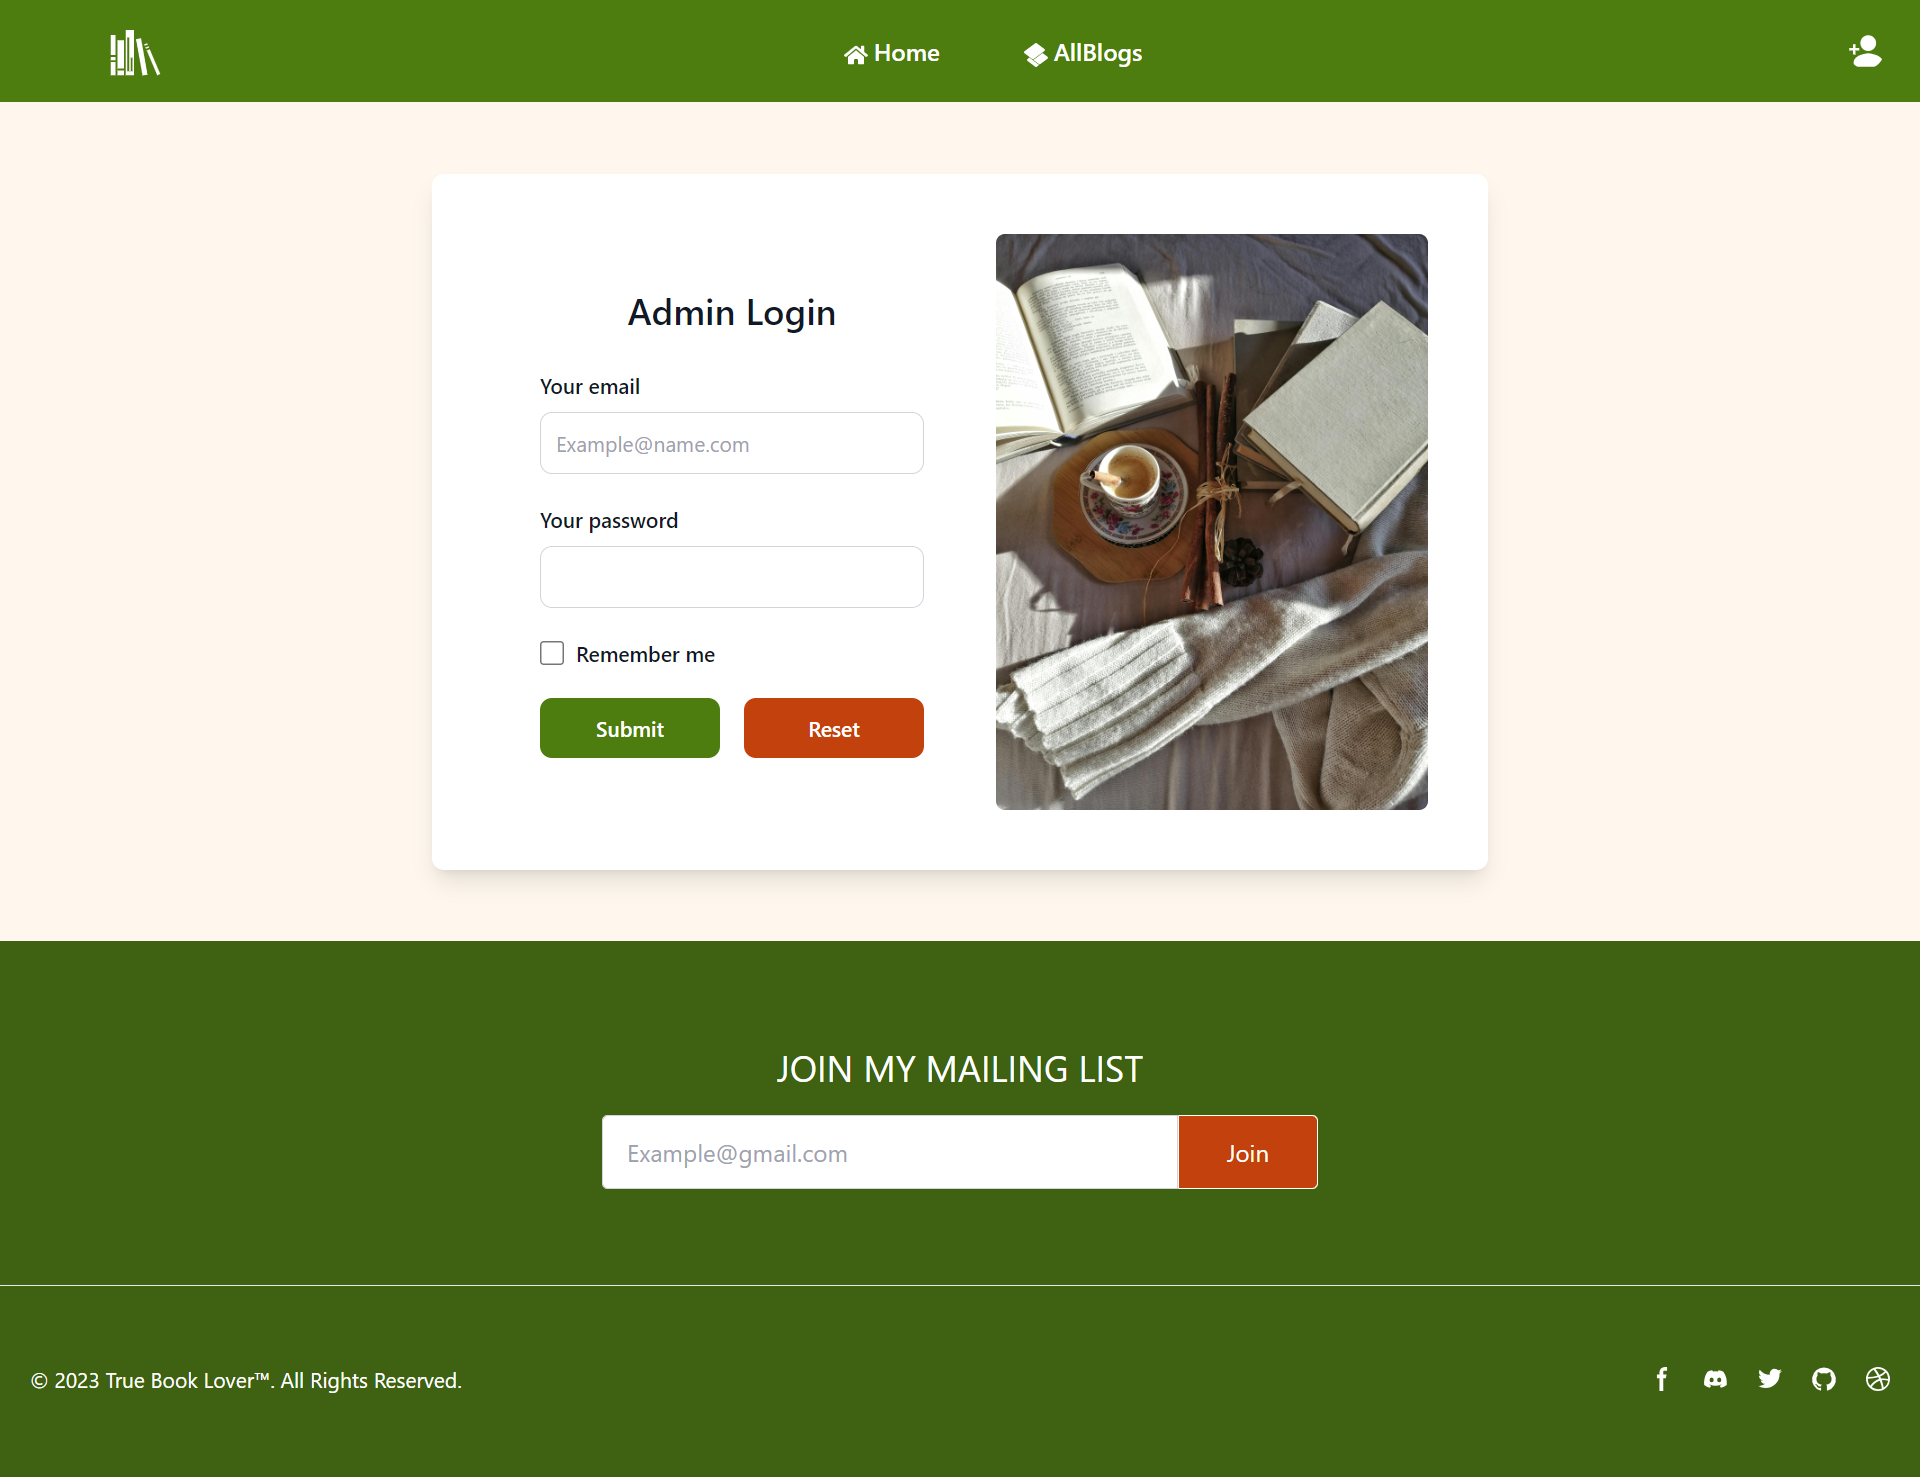 Home
AllBlogs
Admin Login
Your email
Example@name.com
Your password
Remember me
Submit
Reset
JOIN MY MAILING LIST
Example@gmail.com
Join
© 2023 True Book Lover™. All Rights Reserved.